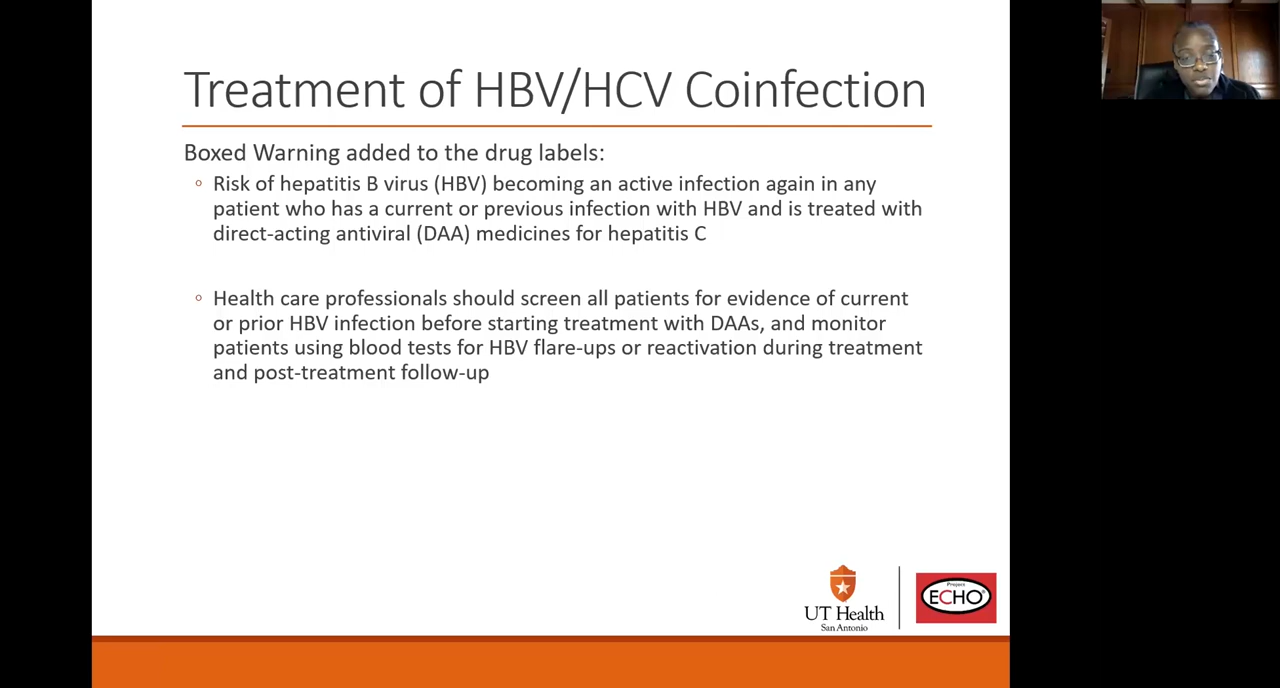 Treatment of HBV/HCV Coinfection
Boxed Warning added to the drug labels:
◦ Risk of hepatitis B virus (HBV) becoming an active infection again in any
patient who has a current or previous infection with HBV and is treated with
direct-acting antiviral (DAA) medicines for hepatitis C
◦ Health care professionals should screen all patients for evidence of current
or prior HBV infection before starting treatment with DAAs, and monitor
patients using blood tests for HBV flare-ups or reactivation during treatment
and post-treatment follow-up
UT Health
San Antonio
Project
ECHO®